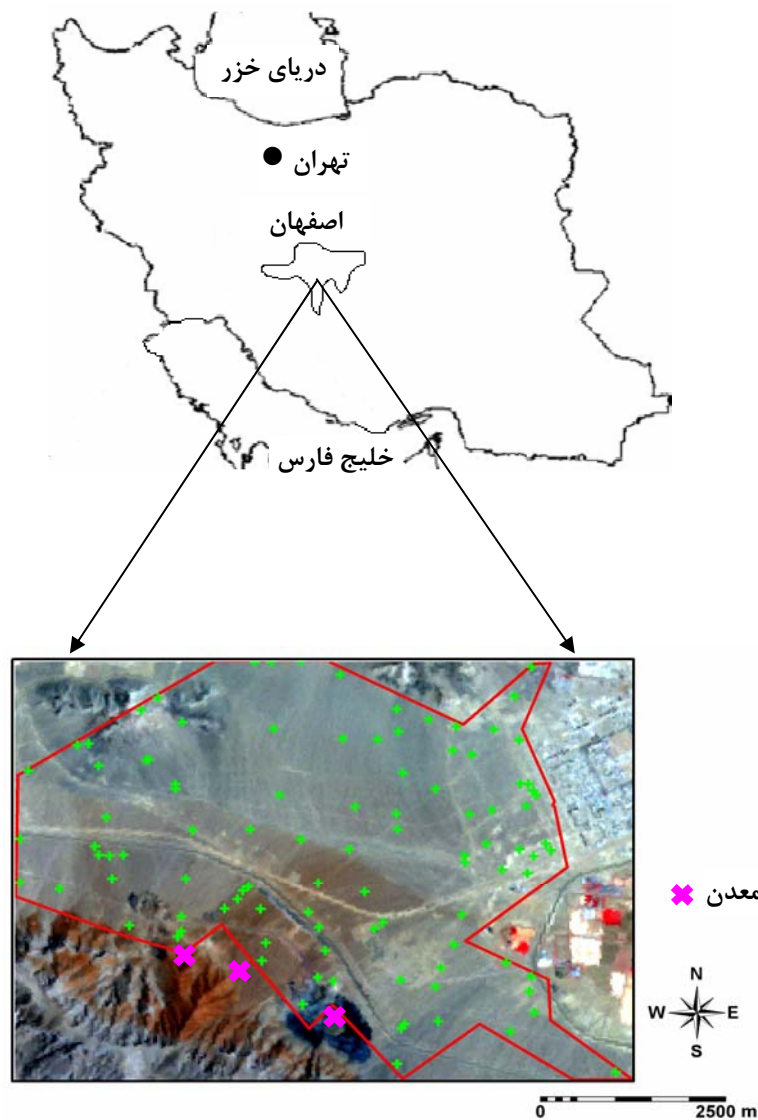 دریای خزر
تهران
اصفهان
خلیج فارس
معدن
N
W E
S
0 2500 m